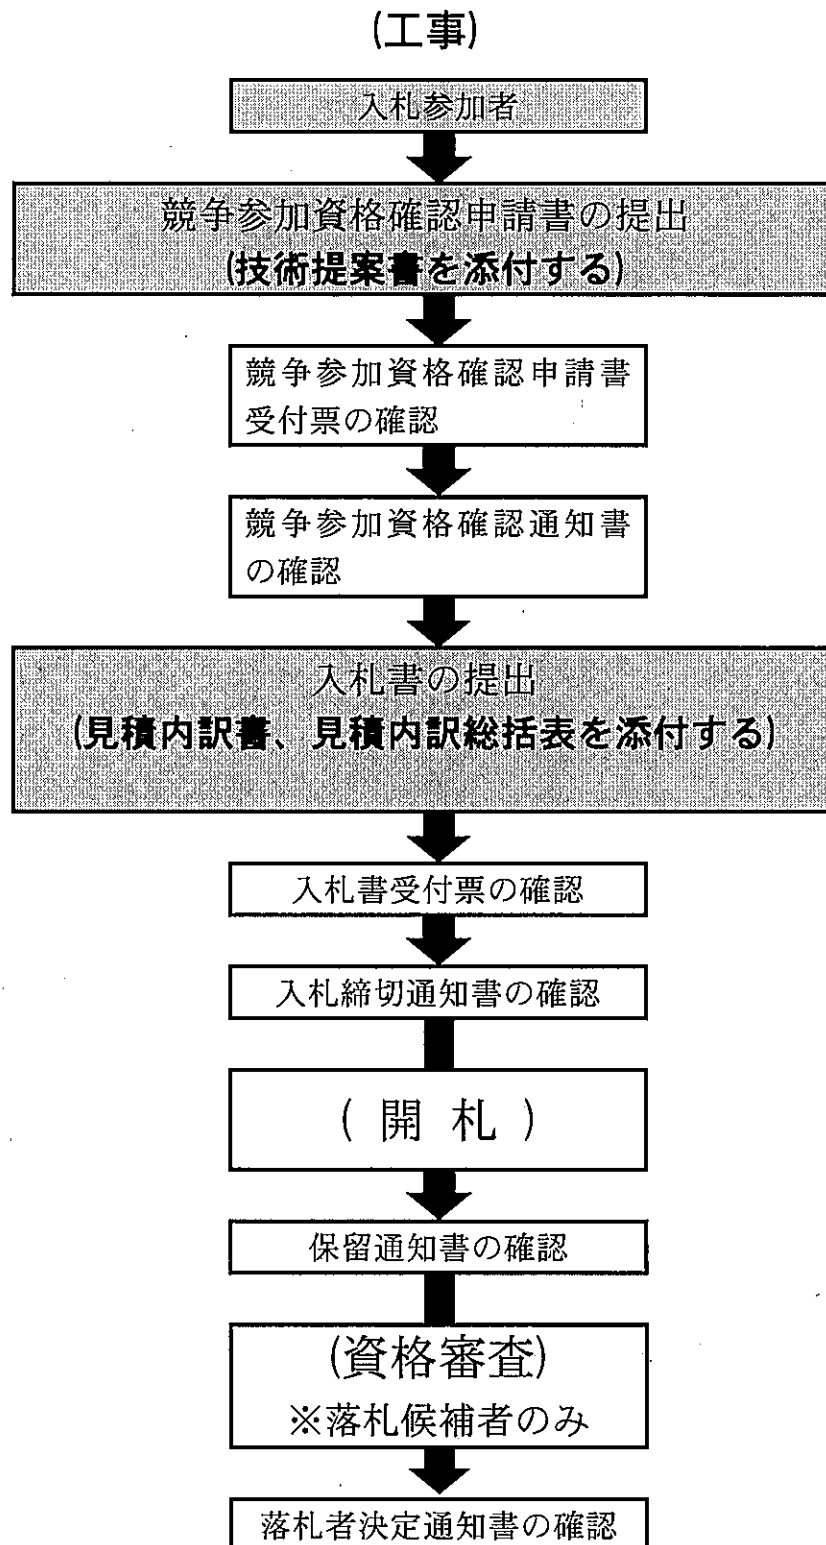 (工事)
入札参加者
競争参加資格確認申請書の提出
(技術提案書を添付する)
競争参加資格確認申請書
受付票の確認
競争参加資格確認通知書
の確認
入札書の提出
(見積内訳書、見積内訳総括表を添付する)
入札書受付票の確認
入札締切通知書の確認
( 開 札 )
保留通知書の確認
(資格審査)
※落札候補者のみ
落札者決定通知書の確認